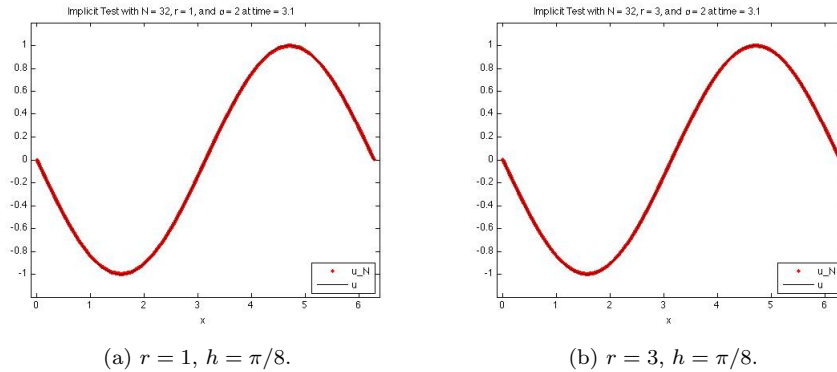 Implicit Test with N = 32, r = 1, and ø = 2 at time = 3.1
1
0.8
0.6
0.4
0.2
0
-0.2
-0.4
-0.6
-0.8
-1
0 1 2 3 4 5 6
x
u_N
u
(a) r = 1, h = π/8.
Implicit Test with N = 32, r = 3, and ø = 2 at time = 3.1
1
0.8
0.6
0.4
0.2
0
-0.2
-0.4
-0.6
-0.8
-1
0 1 2 3 4 5 6
x
u_N
u
(b) r = 3, h = π/8.